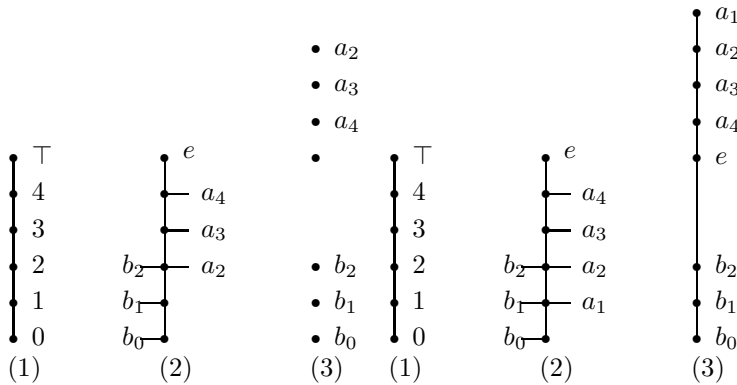 a₁
a₂ a₂
a₃ a₃
a₄ a₄
⊤ e ⊤ e e
4 a₄ 4 a₄
3 a₃ 3 a₃
2 b₂ a₂ b₂ 2 b₂ a₂ b₂
1 b₁ b₁ 1 b₁ a₁ b₁
0 b₀ b₀ 0 b₀ b₀
(1) (2) (3) (1) (2) (3)